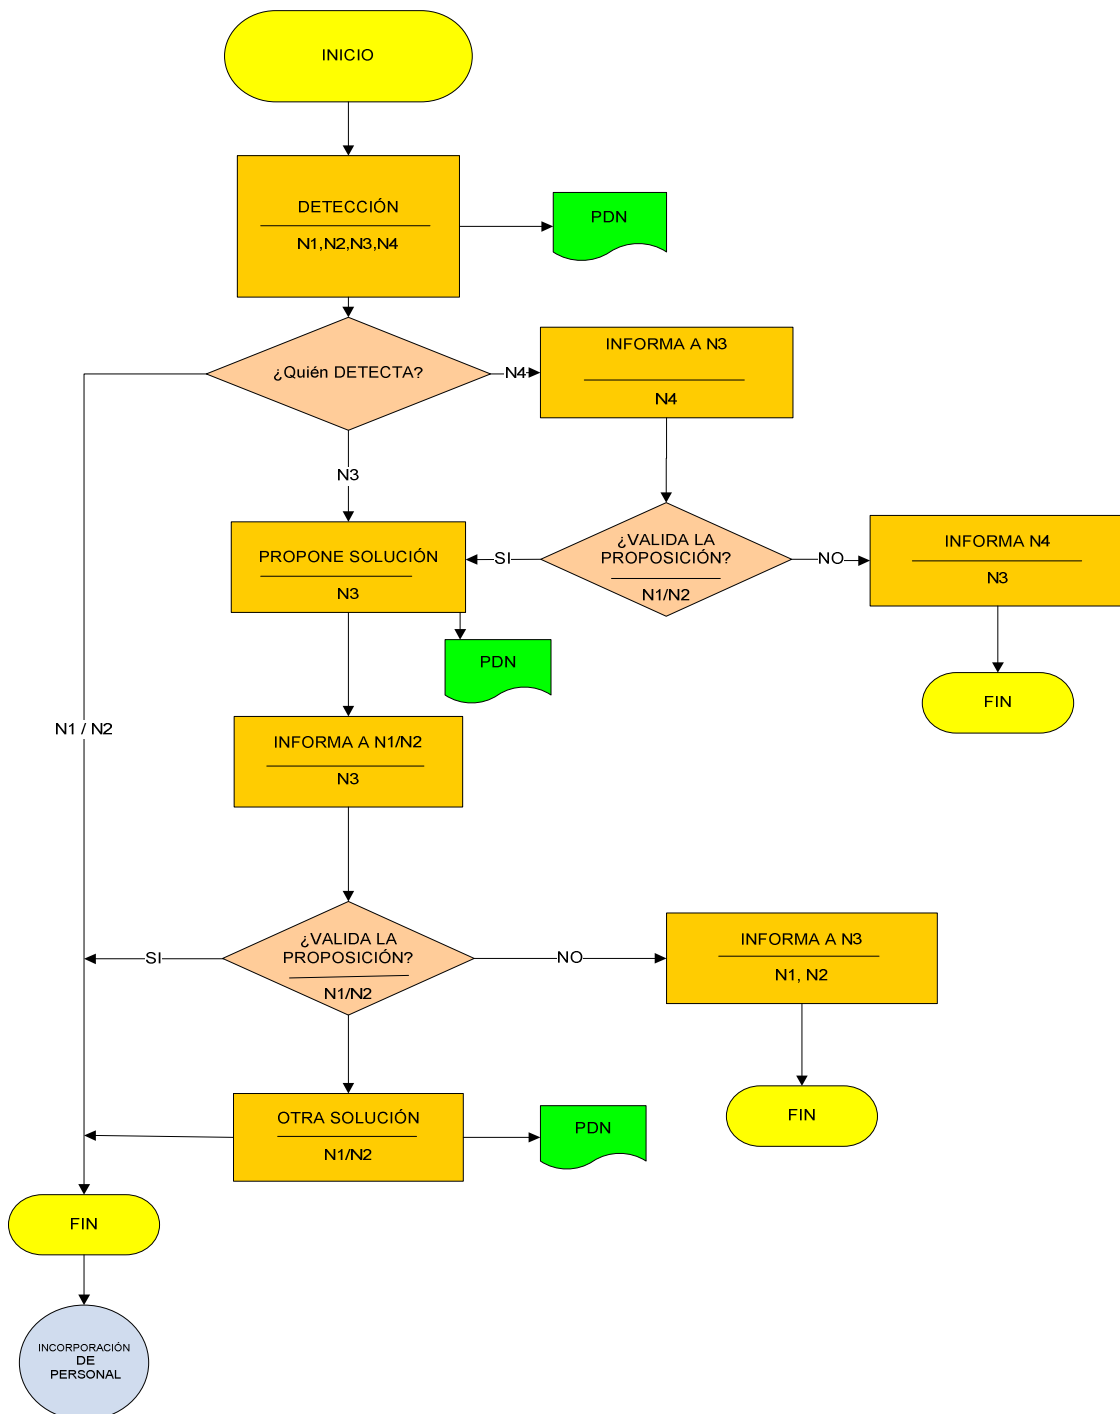 INICIO
DETECCIÓN
N1,N2,N3,N4
PDN
¿Quién DETECTA?
N4
INFORMA A N3
N4
N3
PROPONE SOLUCIÓN
N3
SI
¿VALIDA LA
PROPOSICIÓN?
N1/N2
NO
INFORMA N4
N3
PDN
FIN
N1 / N2
INFORMA A N1/N2
N3
SI
¿VALIDA LA
PROPOSICIÓN?
N1/N2
NO
INFORMA A N3
N1, N2
OTRA SOLUCIÓN
N1/N2
PDN
FIN
FIN
INCORPORACIÓN
DE
PERSONAL